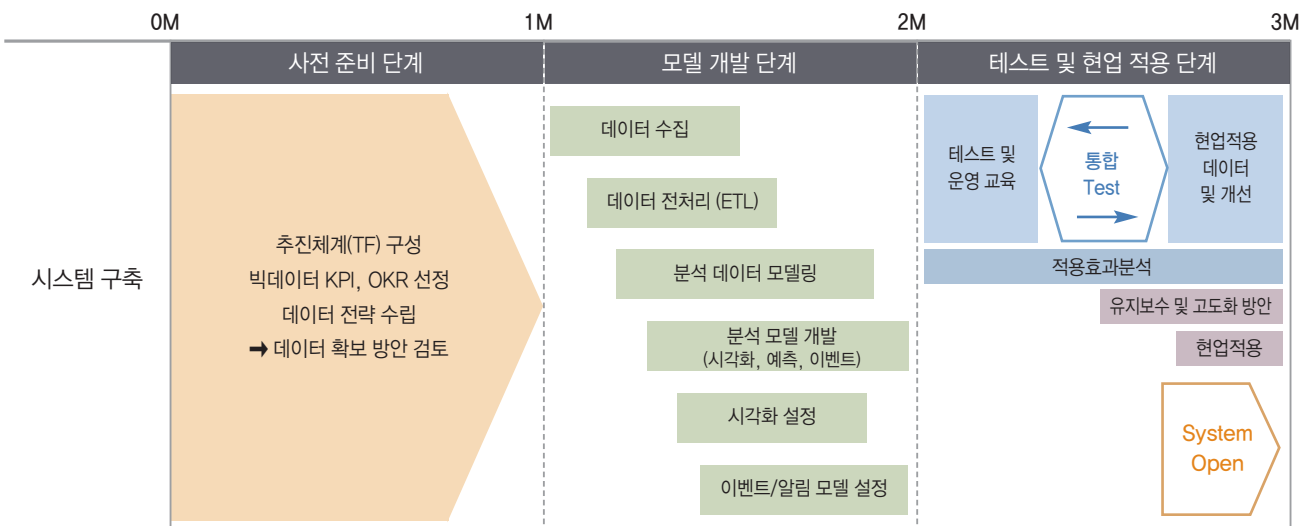 0M
1M
2M
3M
사전 준비 단계
모델 개발 단계
테스트 및 현업 적용 단계
시스템 구축
추진체계(TF) 구성
빅데이터 KPI, OKR 선정
데이터 전략 수립
➡ 데이터 확보 방안 검토
데이터 수집
데이터 전처리 (ETL)
분석 데이터 모델링
분석 모델 개발
(시각화, 예측, 이벤트)
시각화 설정
이벤트/알림 모델 설정
테스트 및
운영 교육
통합
Test
현업적용
데이터
및 개선
적용효과분석
유지보수 및 고도화 방안
현업적용
System
Open